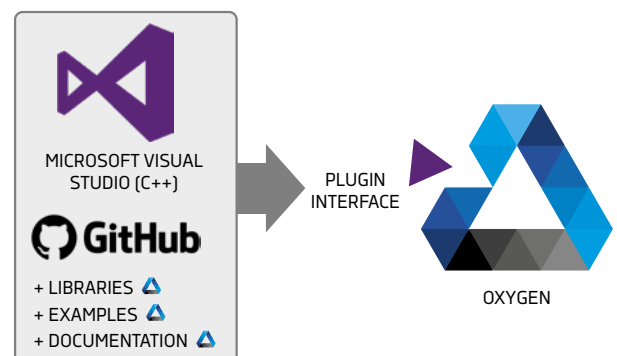 MICROSOFT VISUAL
STUDIO (C++)
GitHub
+ LIBRARIES
+ EXAMPLES
+ DOCUMENTATION
PLUGIN
INTERFACE
OXYGEN